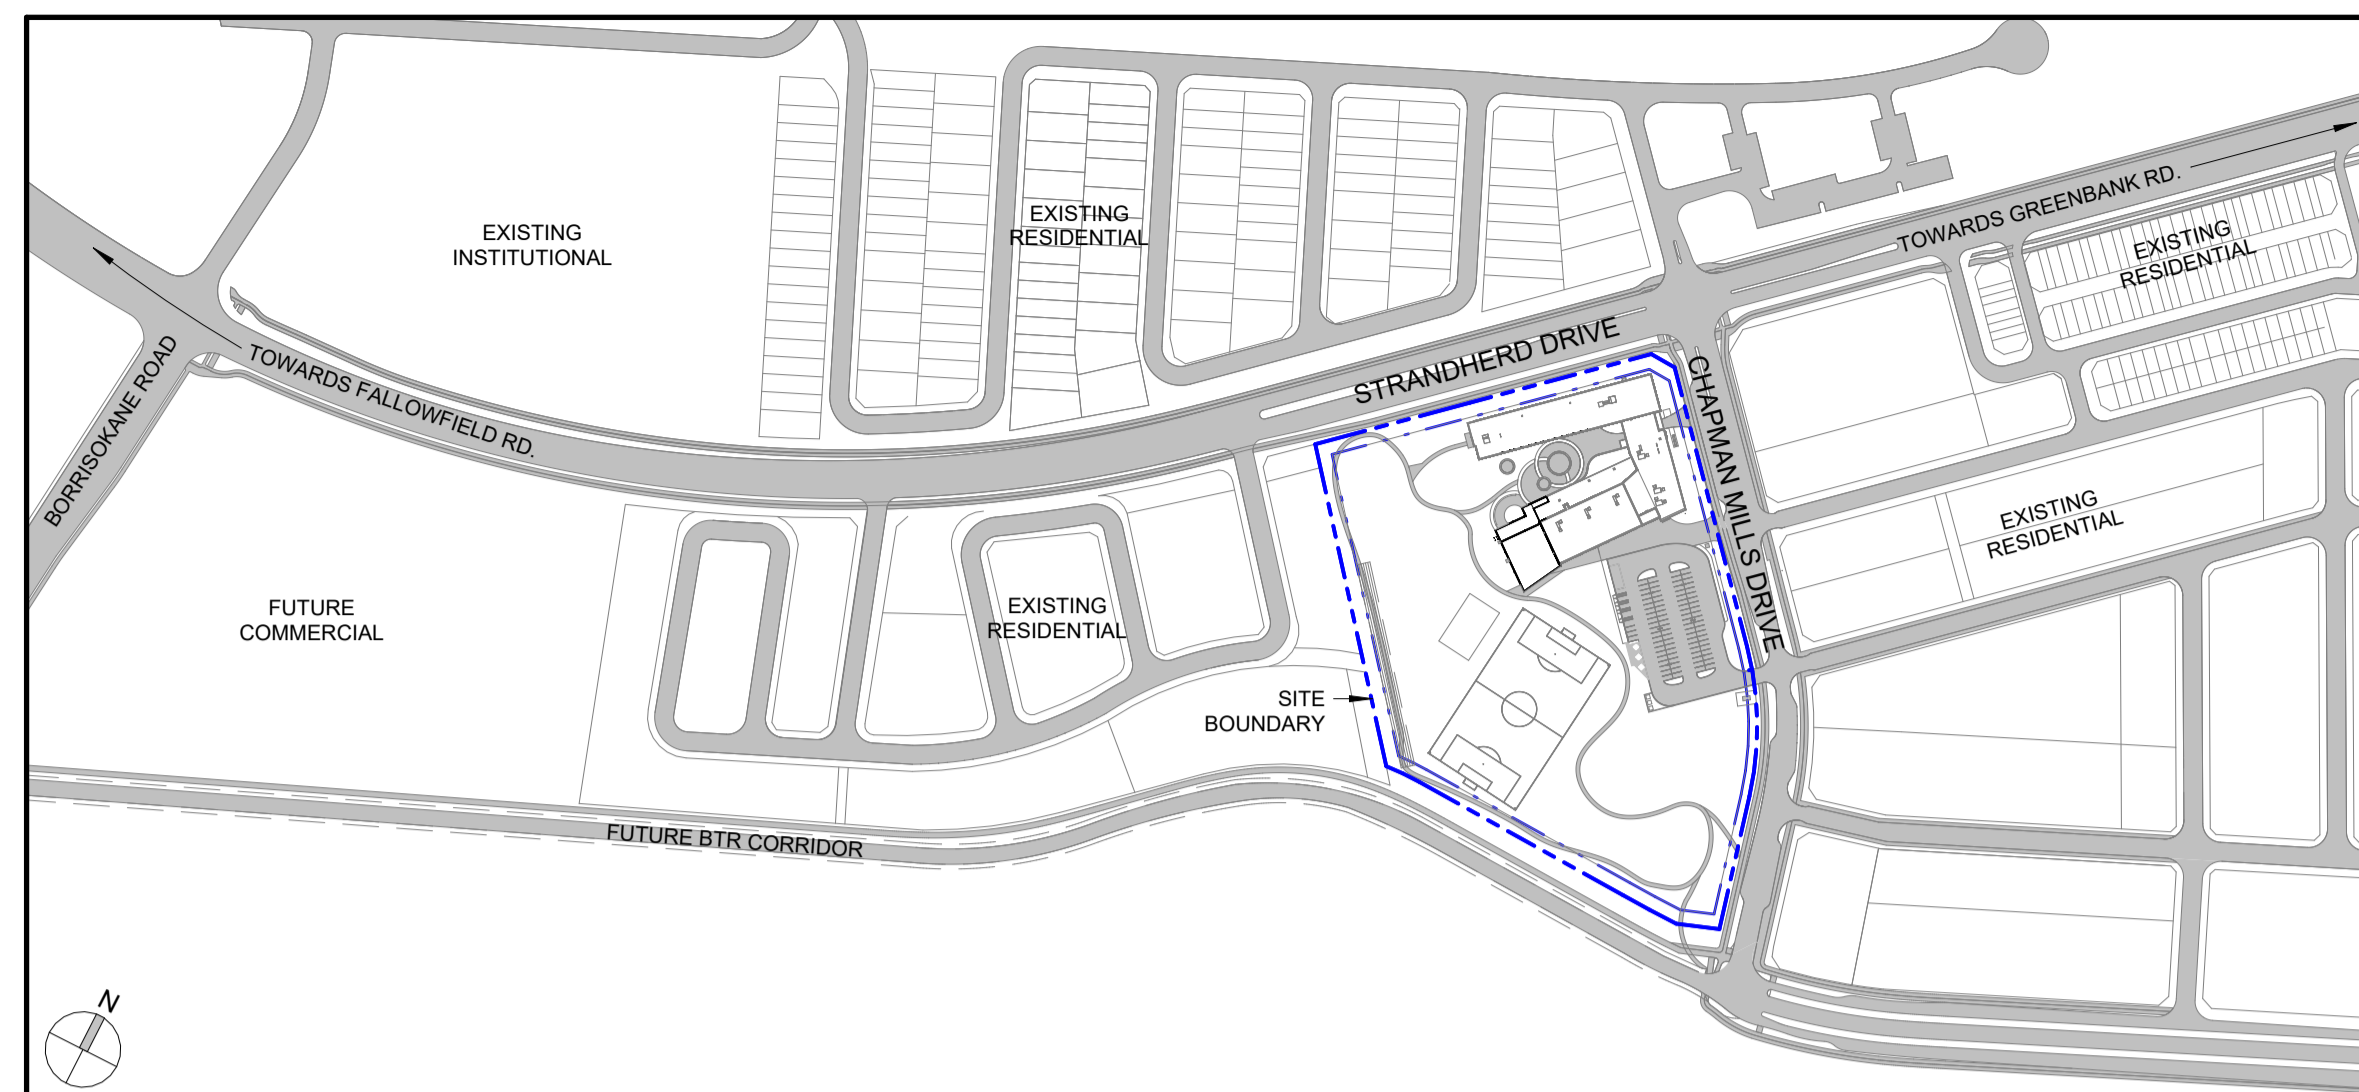 EXISTING
INSTITUTIONAL
EXISTING
RESIDENTIAL
TOWARDS GREENBANK RD.
EXISTING
RESIDENTIAL
STRANDHERD DRIVE
TOWARDS FALLOWFIELD RD.
BORRISOKANE ROAD
CHAPMAN MILLS DRIVE
EXISTING
RESIDENTIAL
FUTURE
COMMERCIAL
EXISTING
RESIDENTIAL
SITE
BOUNDARY
FUTURE BTR CORRIDOR
N